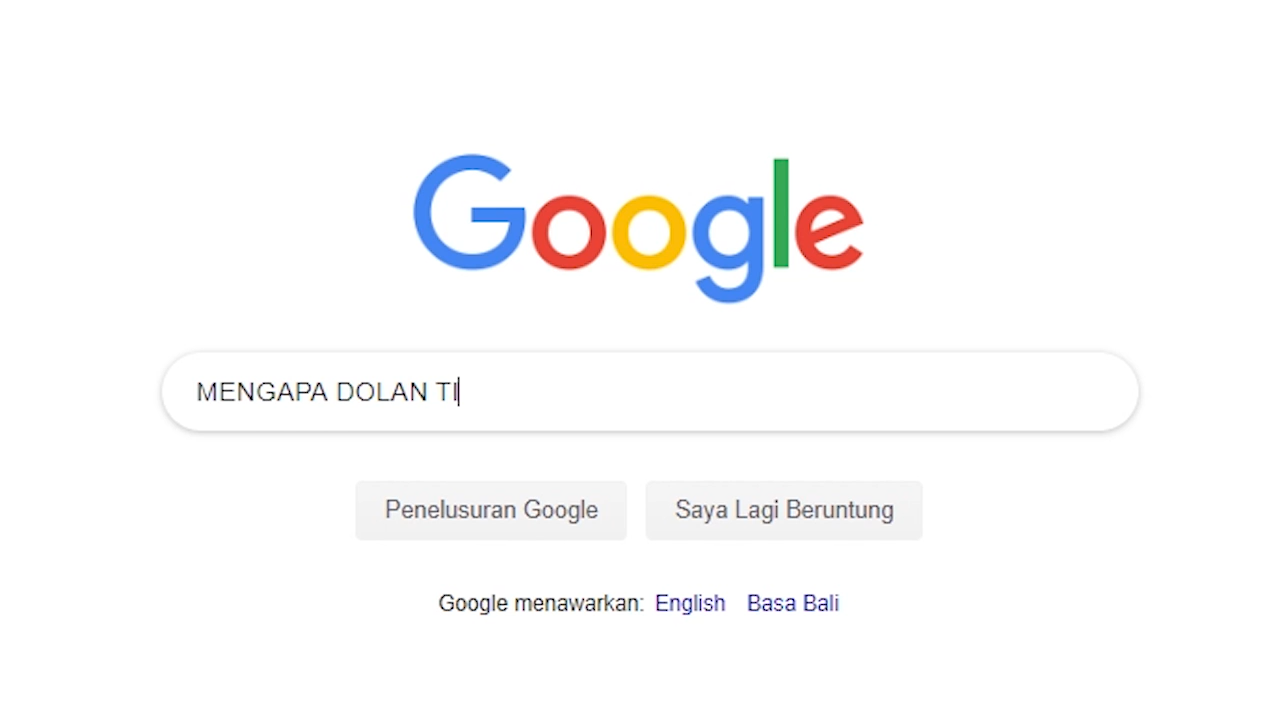 Google
MENGAPA DOLAN TI
Penelusuran Google
Saya Lagi Beruntung
Google menawarkan: English Basa Bali